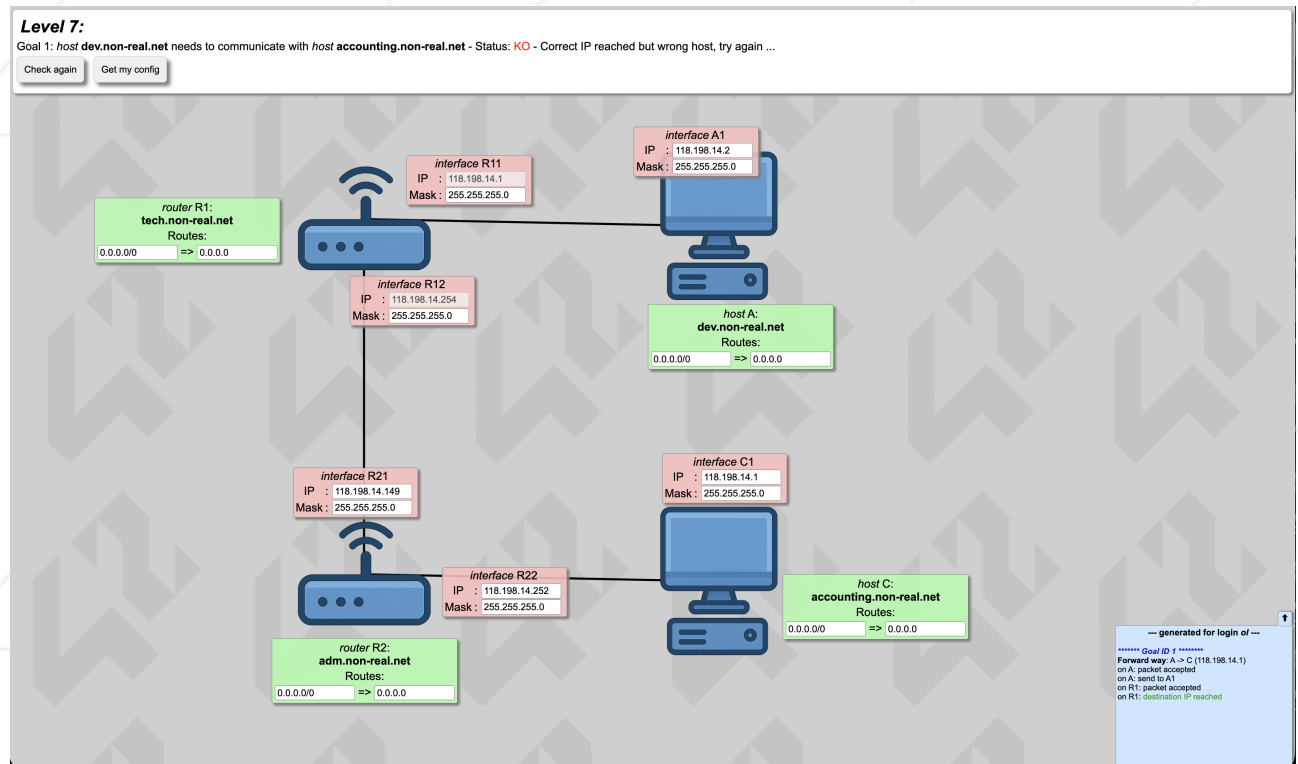 Level 7:
Goal 1: host dev.non-real.net needs to communicate with host accounting.non-real.net - Status: KO - Correct IP reached but wrong host, try again ...
Check again
Get my config
interface A1
IP : 118.198.14.2
Mask : 255.255.255.0
interface R11
IP : 118.198.14.1
Mask : 255.255.255.0
router R1:
tech.non-real.net
Routes:
0.0.0.0/0 => 0.0.0.0
interface R12
IP : 118.198.14.254
Mask : 255.255.255.0
host A:
dev.non-real.net
Routes:
0.0.0.0/0 => 0.0.0.0
interface R21
IP : 118.198.14.149
Mask : 255.255.255.0
interface C1
IP : 118.198.14.1
Mask : 255.255.255.0
interface R22
IP : 118.198.14.252
Mask : 255.255.255.0
host C:
accounting.non-real.net
Routes:
0.0.0.0/0 => 0.0.0.0
router R2:
adm.non-real.net
Routes:
0.0.0.0/0 => 0.0.0.0
--- generated for login ol ---
******* Goal ID 1 ********
Forward way: A -> C (118.198.14.1)
on A: packet accepted
on A: send to A1
on R1: packet accepted
on R1: destination IP reached